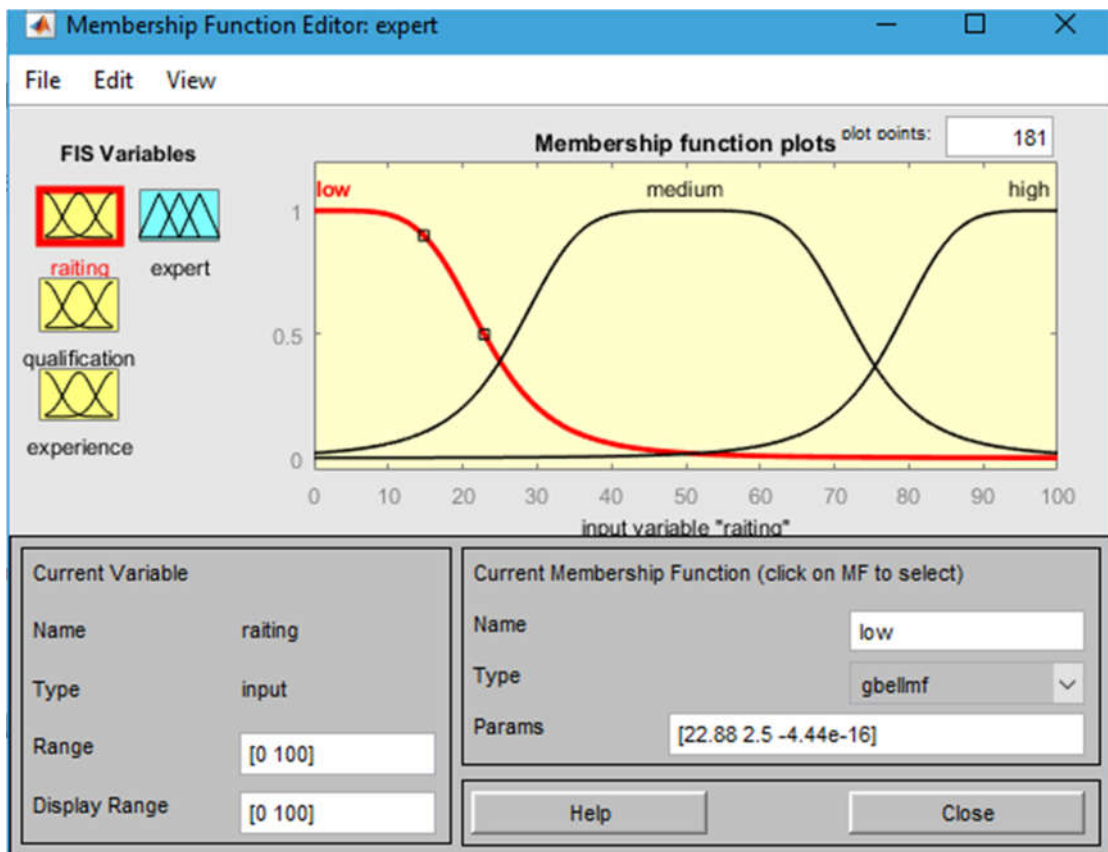 Membership Function Editor: expert
File Edit View
FIS Variables
raiting
expert
qualification
experience
Membership function plots
plot points:
181
low
medium
high
1
0.5
0
0 10 20 30 40 50 60 70 80 90 100
input variable "raiting"
Current Variable
Name raiting
Type input
Range [0 100]
Display Range [0 100]
Current Membership Function (click on MF to select)
Name low
Type gbellmf
Params [22.88 2.5 -4.44e-16]
Help
Close